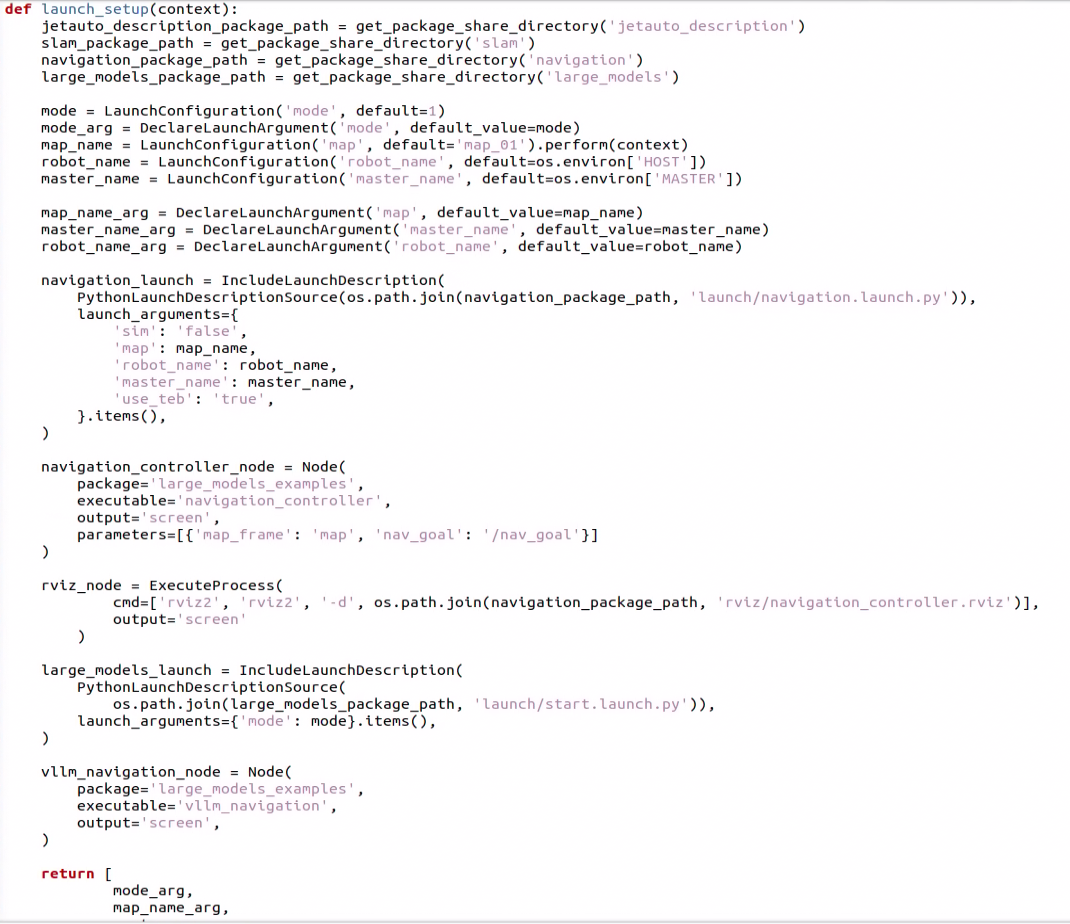 def launch_setup(context):
    jetauto_description_package_path = get_package_share_directory('jetauto_description')
    slam_package_path = get_package_share_directory('slam')
    navigation_package_path = get_package_share_directory('navigation')
    large_models_package_path = get_package_share_directory('large_models')

    mode = LaunchConfiguration('mode', default=1)
    mode_arg = DeclareLaunchArgument('mode', default_value=mode)
    map_name = LaunchConfiguration('map', default='map_01').perform(context)
    robot_name = LaunchConfiguration('robot_name', default=os.environ['HOST'])
    master_name = LaunchConfiguration('master_name', default=os.environ['MASTER'])

    map_name_arg = DeclareLaunchArgument('map', default_value=map_name)
    master_name_arg = DeclareLaunchArgument('master_name', default_value=master_name)
    robot_name_arg = DeclareLaunchArgument('robot_name', default_value=robot_name)

    navigation_launch = IncludeLaunchDescription(
        PythonLaunchDescriptionSource(os.path.join(navigation_package_path, 'launch/navigation.launch.py')),
        launch_arguments={
            'sim': 'false',
            'map': map_name,
            'robot_name': robot_name,
            'master_name': master_name,
            'use_teb': 'true',
        }.items(),
    )

    navigation_controller_node = Node(
        package='large_models_examples',
        executable='navigation_controller',
        output='screen',
        parameters=[{'map_frame': 'map', 'nav_goal': '/nav_goal'}]
    )

    rviz_node = ExecuteProcess(
            cmd=['rviz2', 'rviz2', '-d', os.path.join(navigation_package_path, 'rviz/navigation_controller.rviz')],
            output='screen'
        )

    large_models_launch = IncludeLaunchDescription(
        PythonLaunchDescriptionSource(
            os.path.join(large_models_package_path, 'launch/start.launch.py')),
        launch_arguments={'mode': mode}.items(),
    )

    vllm_navigation_node = Node(
        package='large_models_examples',
        executable='vllm_navigation',
        output='screen',
    )

    return [
            mode_arg,
            map_name_arg,